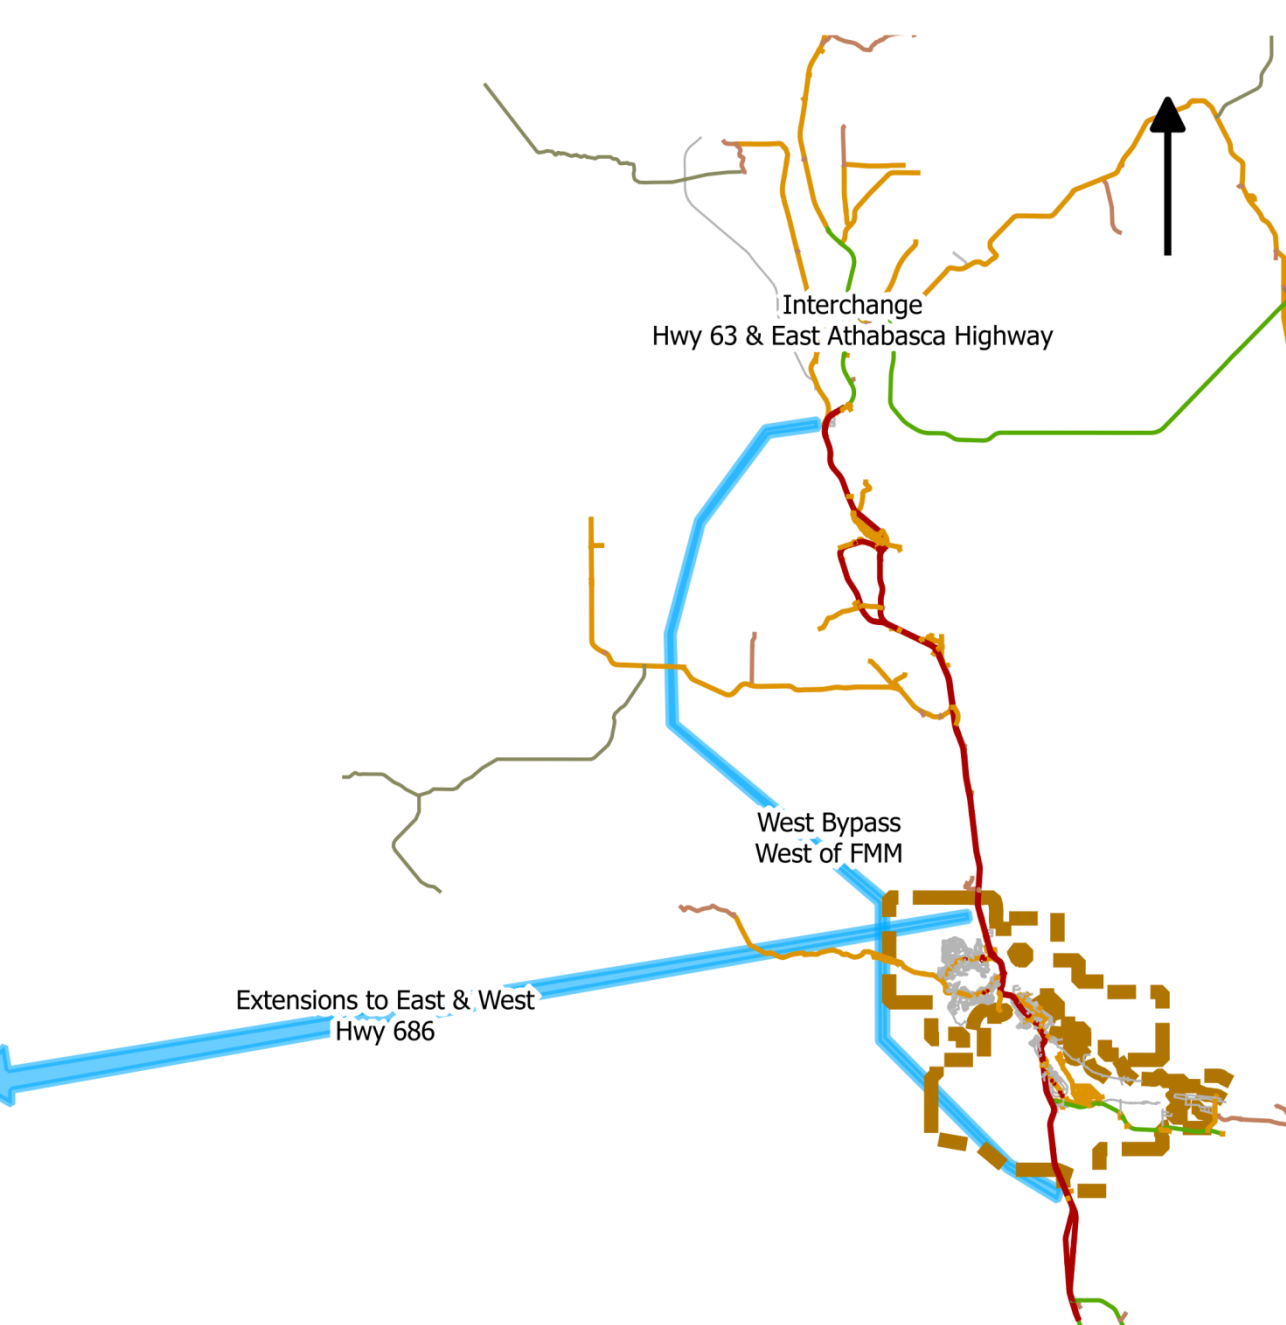 Interchange
Hwy 63 & East Athabasca Highway
West Bypass
West of FMM
Extensions to East & West
Hwy 686